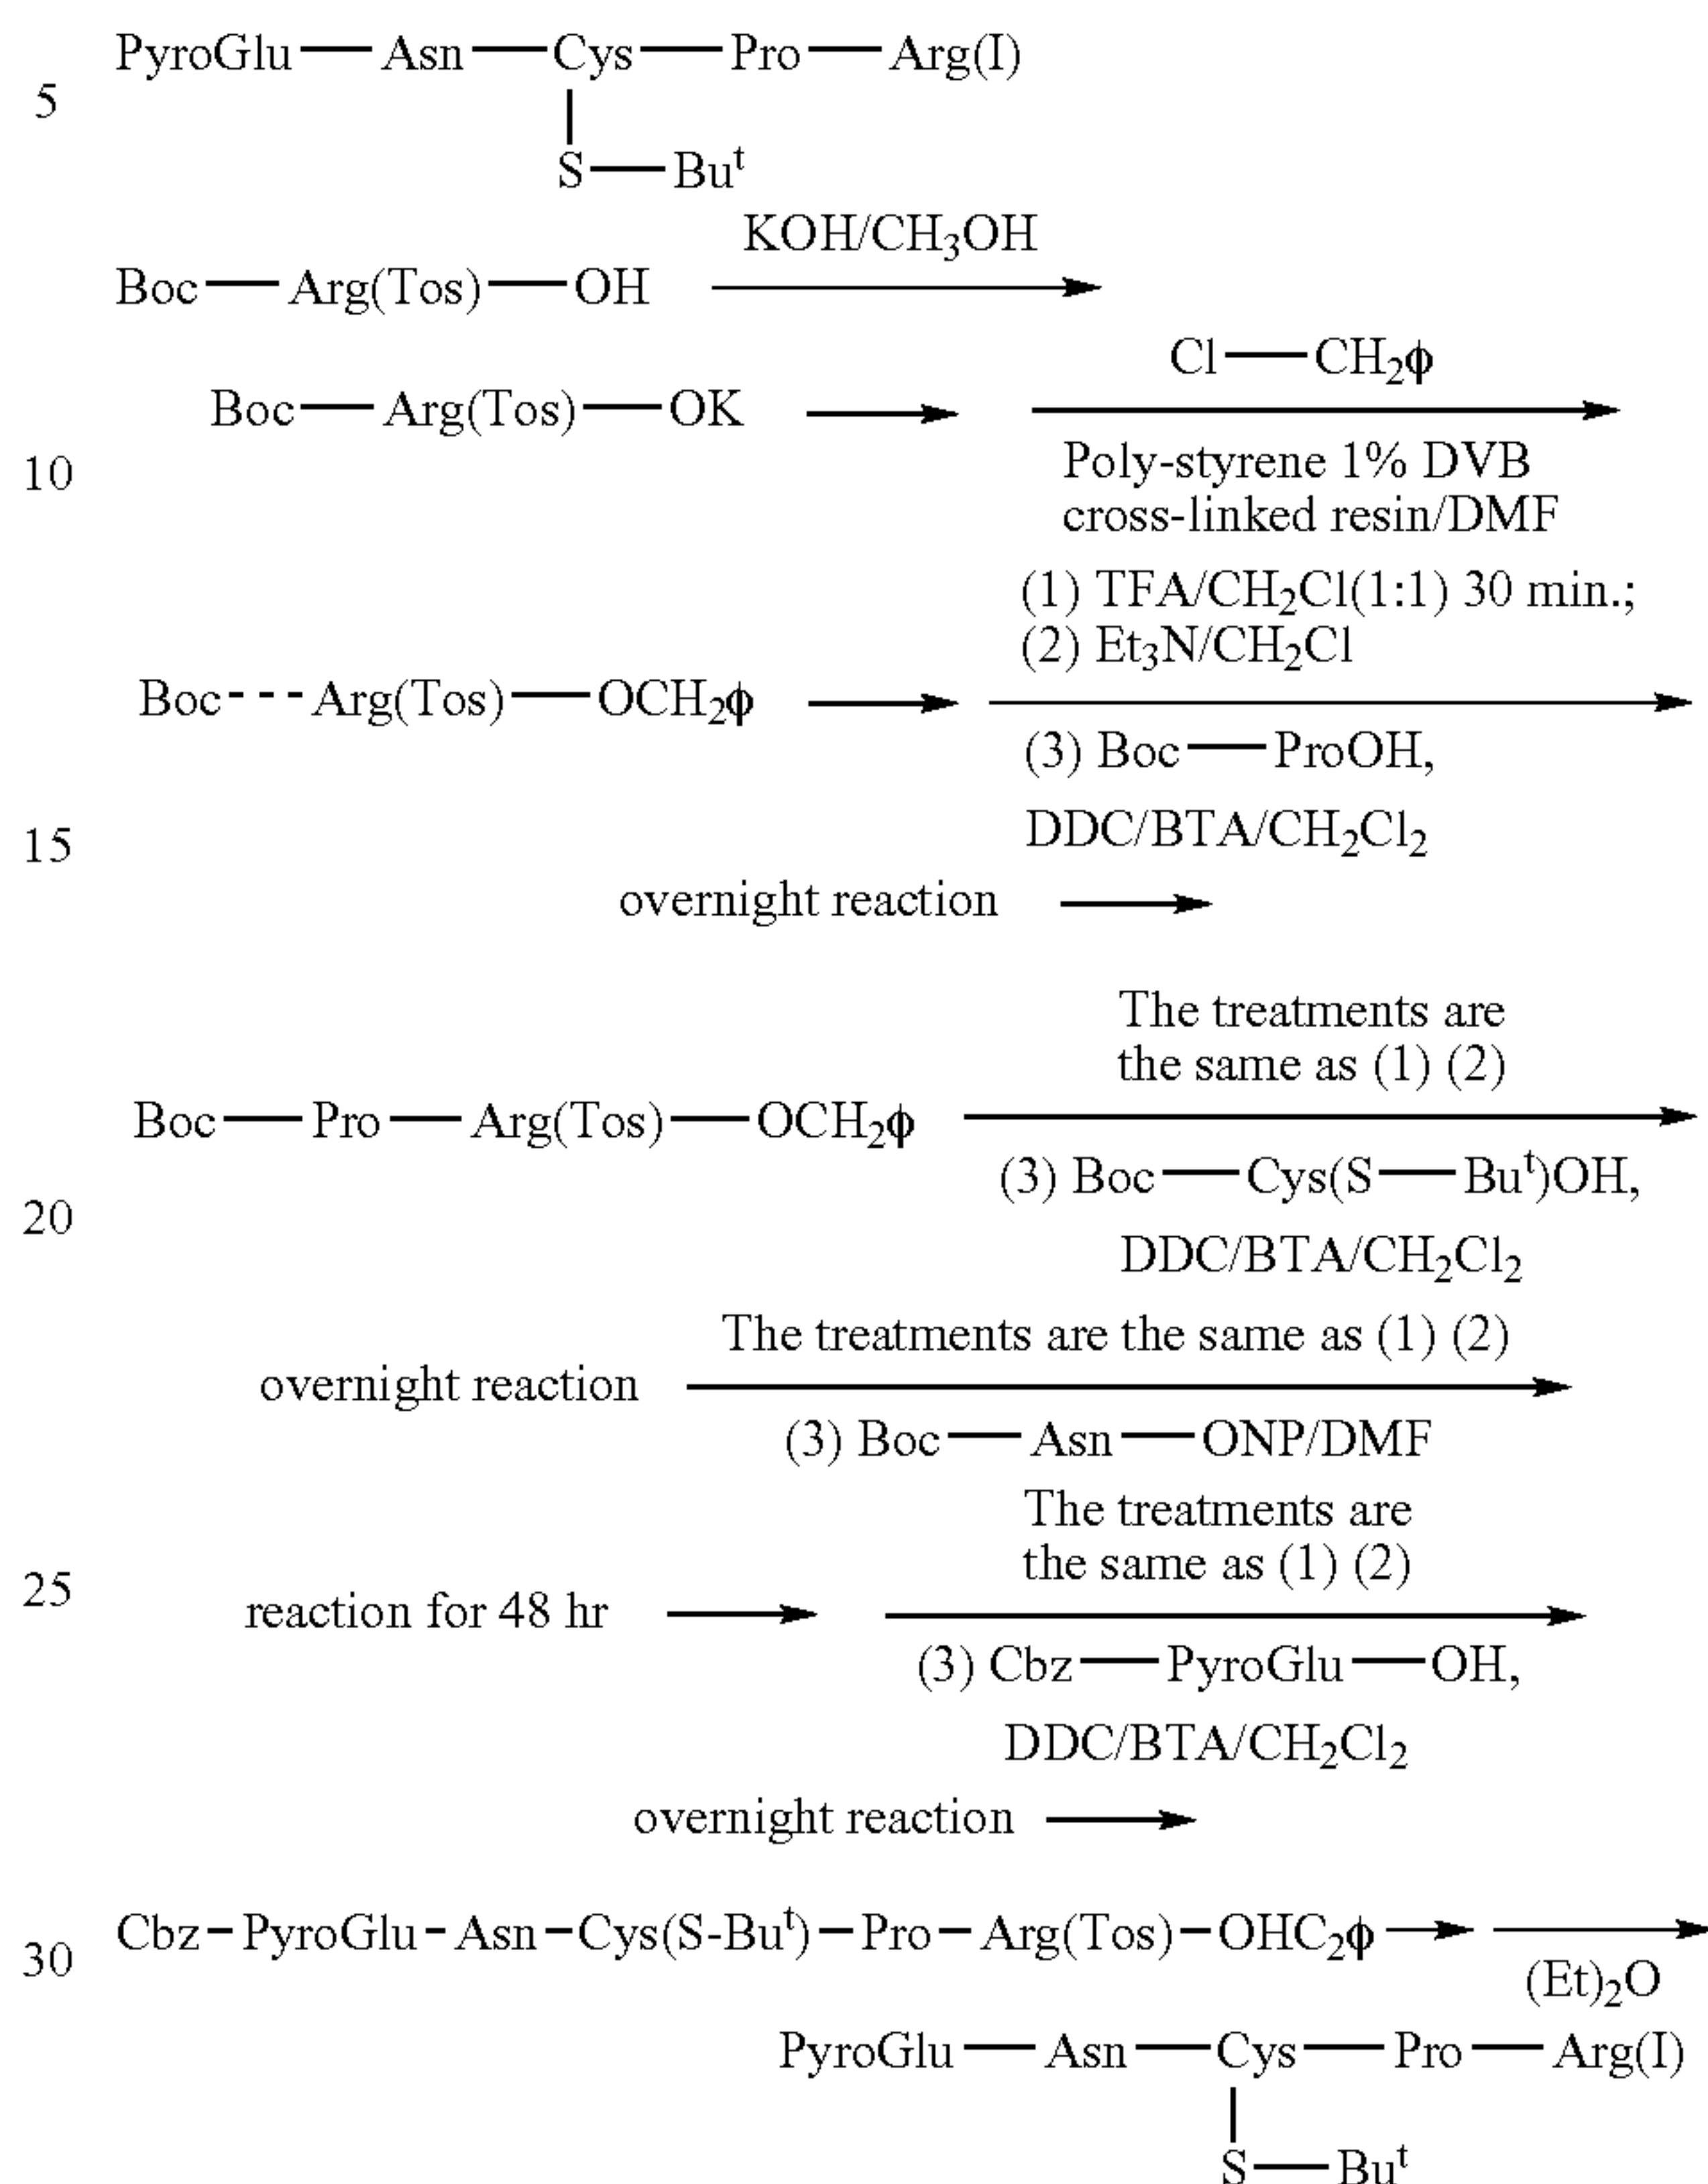 PyroGlu—Asn—Cys—Pro—Arg(I)
5
S—Buᵗ
KOH/CH₃OH
Boc—Arg(Tos)—OH
Cl—CH₂ϕ
Boc—Arg(Tos)—OK
10
Poly-styrene 1% DVB
cross-linked resin/DMF
(1) TFA/CH₂Cl(1:1) 30 min.;
(2) Et₃N/CH₂Cl
Boc---Arg(Tos)—OCH₂ϕ
(3) Boc—ProOH,
15
DDC/BTA/CH₂Cl₂
overnight reaction
The treatments are
the same as (1) (2)
Boc—Pro—Arg(Tos)—OCH₂ϕ
(3) Boc—Cys(S—Buᵗ)OH,
20
DDC/BTA/CH₂Cl₂
The treatments are the same as (1) (2)
overnight reaction
(3) Boc—Asn—ONP/DMF
The treatments are
the same as (1) (2)
25
reaction for 48 hr
(3) Cbz—PyroGlu—OH,
DDC/BTA/CH₂Cl₂
overnight reaction
30
Cbz–PyroGlu–Asn–Cys(S-Buᵗ)–Pro–Arg(Tos)–OHC₂ϕ
(Et)₂O
PyroGlu—Asn—Cys—Pro—Arg(I)
S—Buᵗ